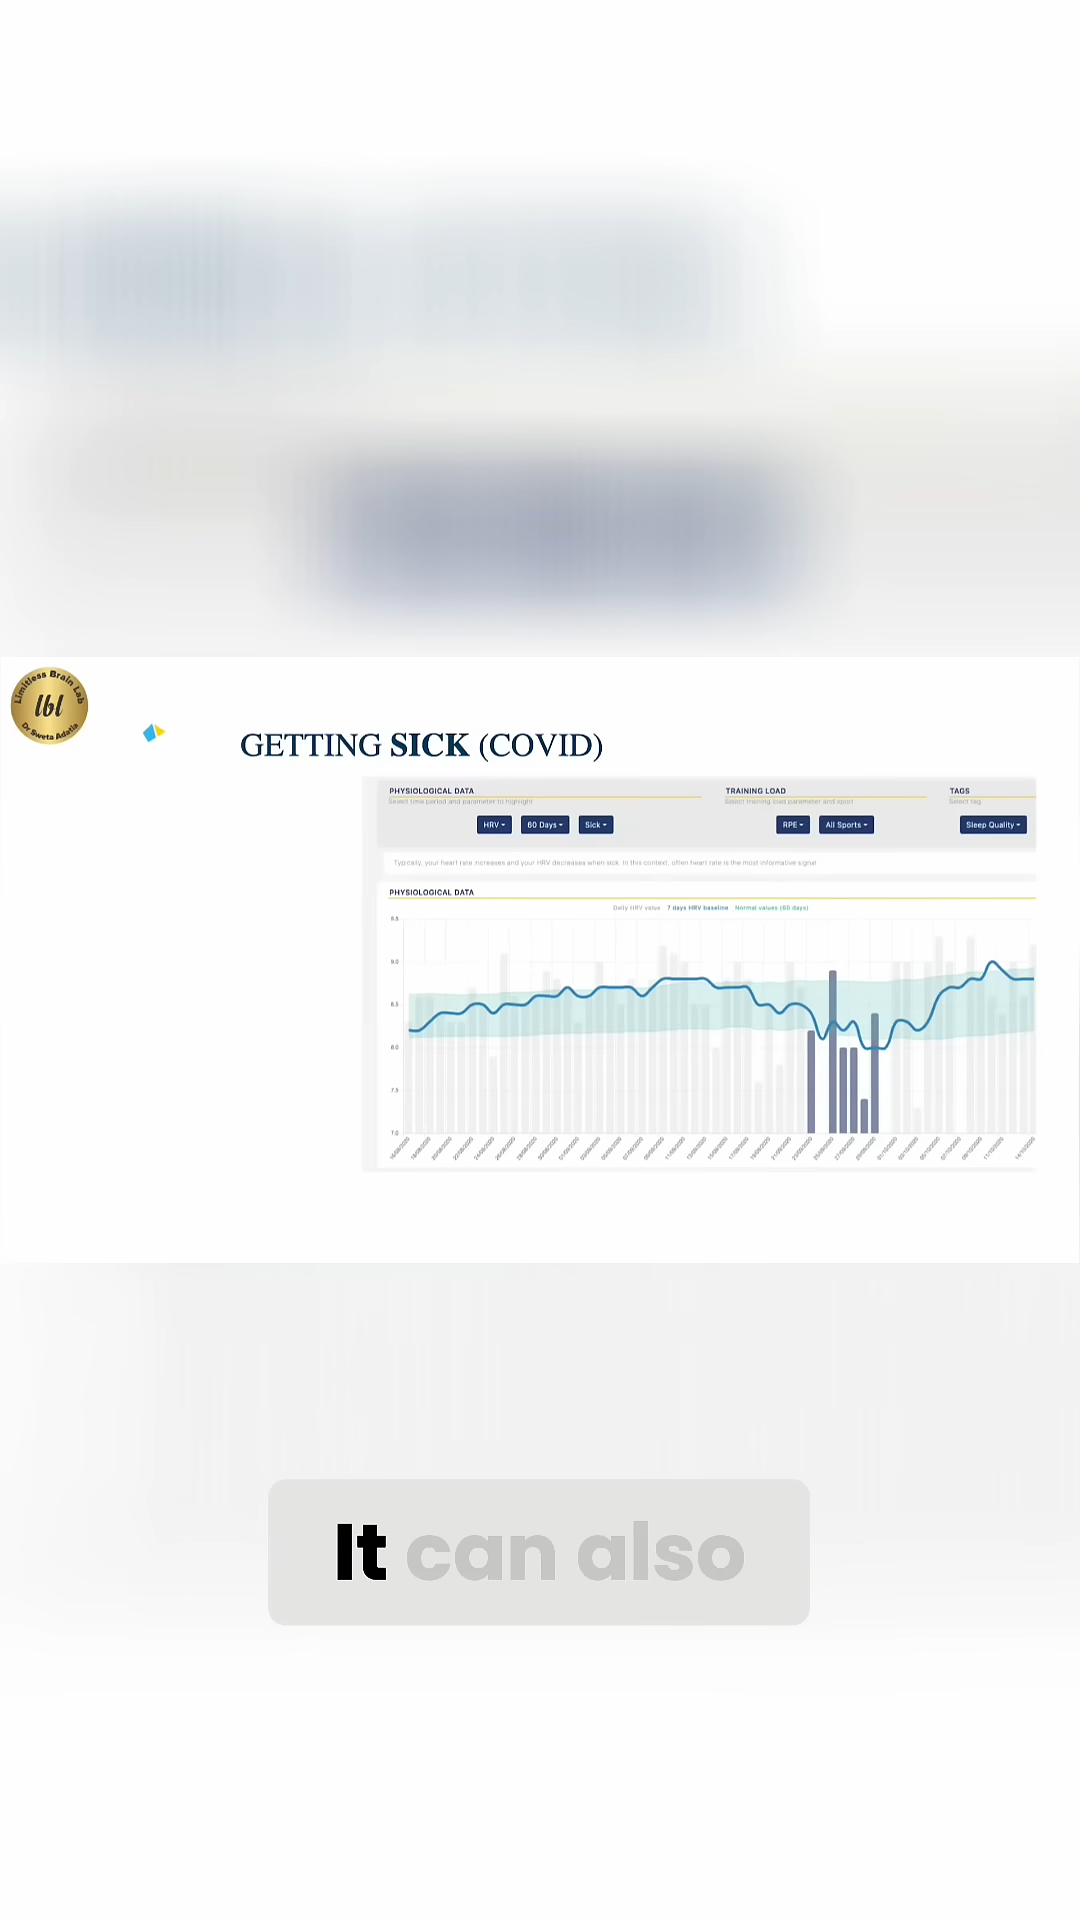 Limitless Brain Lab
lbl
Dr Sweta Adatia
GETTING SICK (COVID)
PHYSIOLOGICAL DATA
Select time period and parameter to highlight
HRV
60 Days
Sick
TRAINING LOAD
Select training load parameter and sport
RPE
All Sports
TAGS
Select tag
Sleep Quality
Typically, your heart rate increases and your HRV decreases when sick. In this context, often heart rate is the most informative signal
PHYSIOLOGICAL DATA
Daily HRV value 7 days HRV baseline Normal values (60 days)
9.5
9.0
8.5
8.0
7.5
7.0
It can also